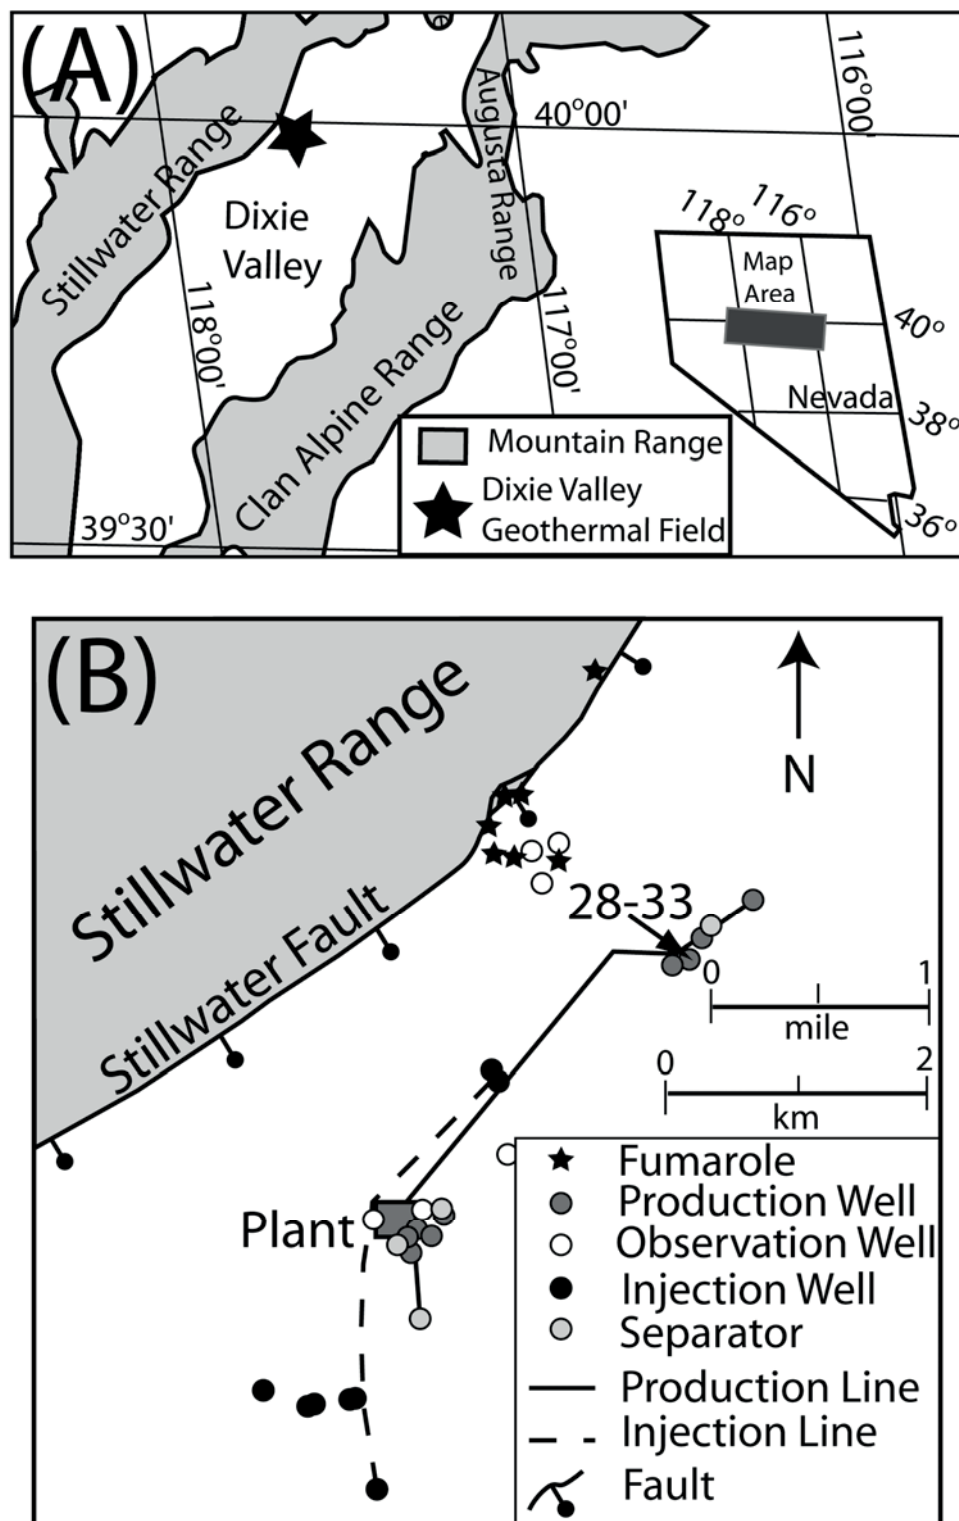 (A)
Stillwater Range
Dixie
Valley
Augusta Range
Clan Alpine Range
40°00'
39°30'
118°00'
117°00'
116°00'
118°
116°
Map
Area
40°
Nevada
38°
36°
Mountain Range
Dixie Valley
Geothermal Field
(B)
Stillwater Range
Stillwater Fault
N
28-33
0 1
mile
0 2
km
Plant
Fumarole
Production Well
Observation Well
Injection Well
Separator
Production Line
Injection Line
Fault